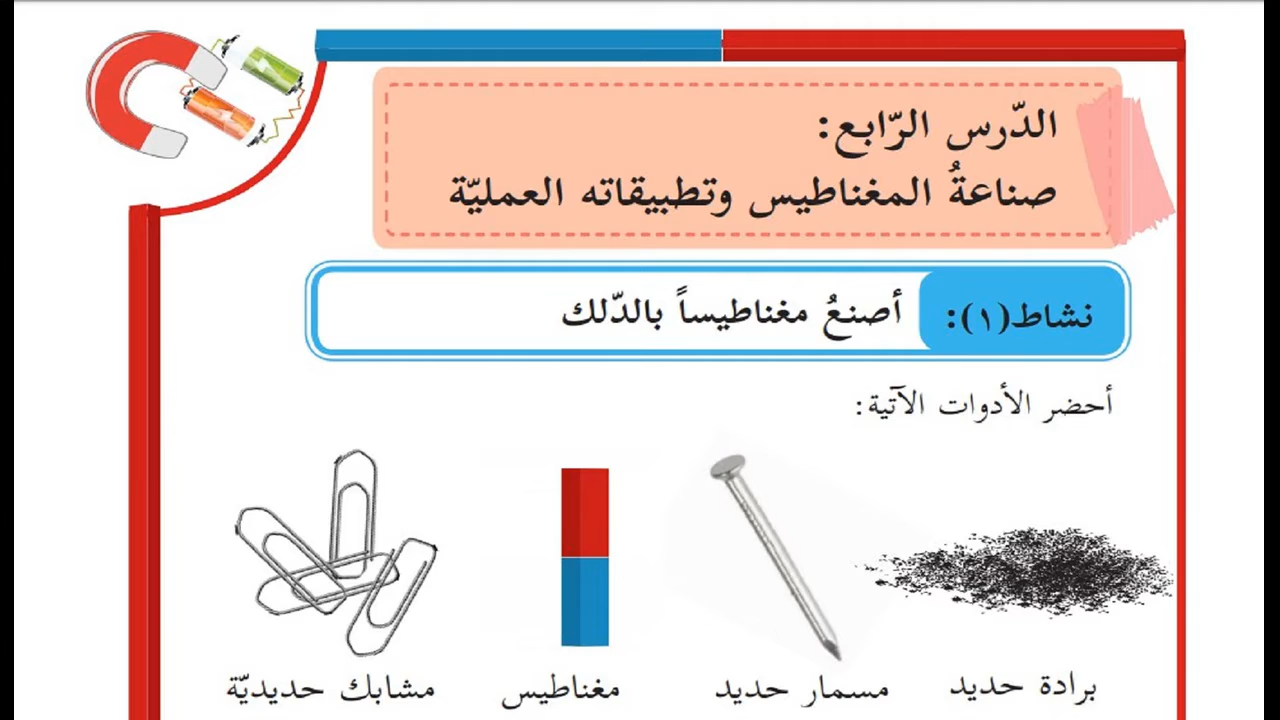 الدّرس الرّابع:
صناعةُ المغناطيس وتطبيقاته العمليّة
نشاط(١): أصنعُ مغناطيساً بالدّلك
أحضر الأدوات الآتية:
برادة حديد مسمار حديد مغناطيس مشابك حديديّة